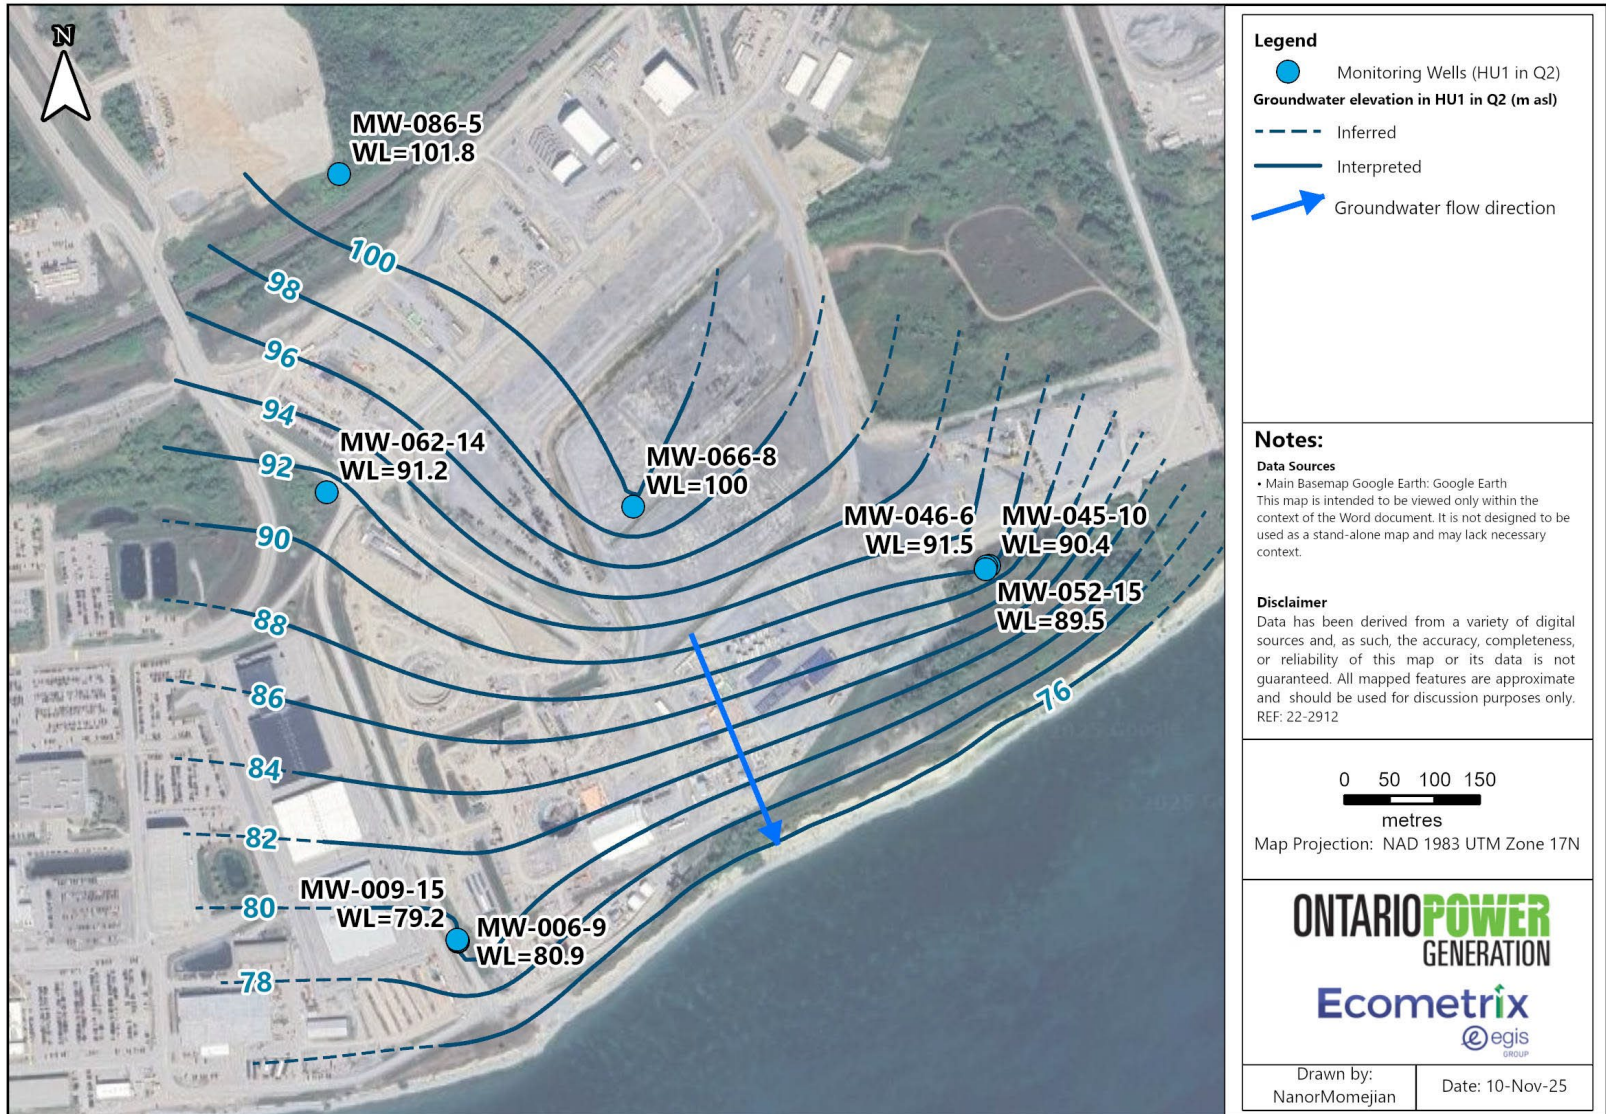 N
MW-086-5
WL=101.8
100
98
96
94
92
MW-062-14
WL=91.2
MW-066-8
WL=100
MW-046-6
WL=91.5
MW-045-10
WL=90.4
MW-052-15
WL=89.5
90
88
86
84
82
80
78
76
MW-009-15
WL=79.2
MW-006-9
WL=80.9
Legend
Monitoring Wells (HU1 in Q2)
Groundwater elevation in HU1 in Q2 (m asl)
Inferred
Interpreted
Groundwater flow direction
Notes:
Data Sources
• Main Basemap Google Earth: Google Earth
This map is intended to be viewed only within the
context of the Word document. It is not designed to be
used as a stand-alone map and may lack necessary
context.
Disclaimer
Data has been derived from a variety of digital
sources and, as such, the accuracy, completeness,
or reliability of this map or its data is not
guaranteed. All mapped features are approximate
and should be used for discussion purposes only.
REF: 22-2912
0 50 100 150
metres
Map Projection: NAD 1983 UTM Zone 17N
ONTARIOPOWER
GENERATION
Ecometrix
egis
GROUP
Drawn by:
NanorMomejian
Date: 10-Nov-25